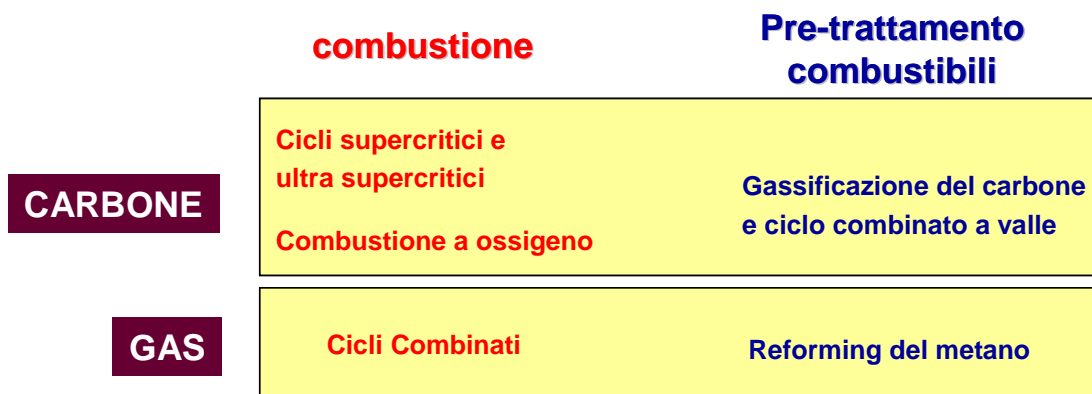 combustione
Pre-trattamento
combustibili
CARBONE
Cicli supercritici e
ultra supercritici
Combustione a ossigeno
Gassificazione del carbone
e ciclo combinato a valle
GAS
Cicli Combinati
Reforming del metano